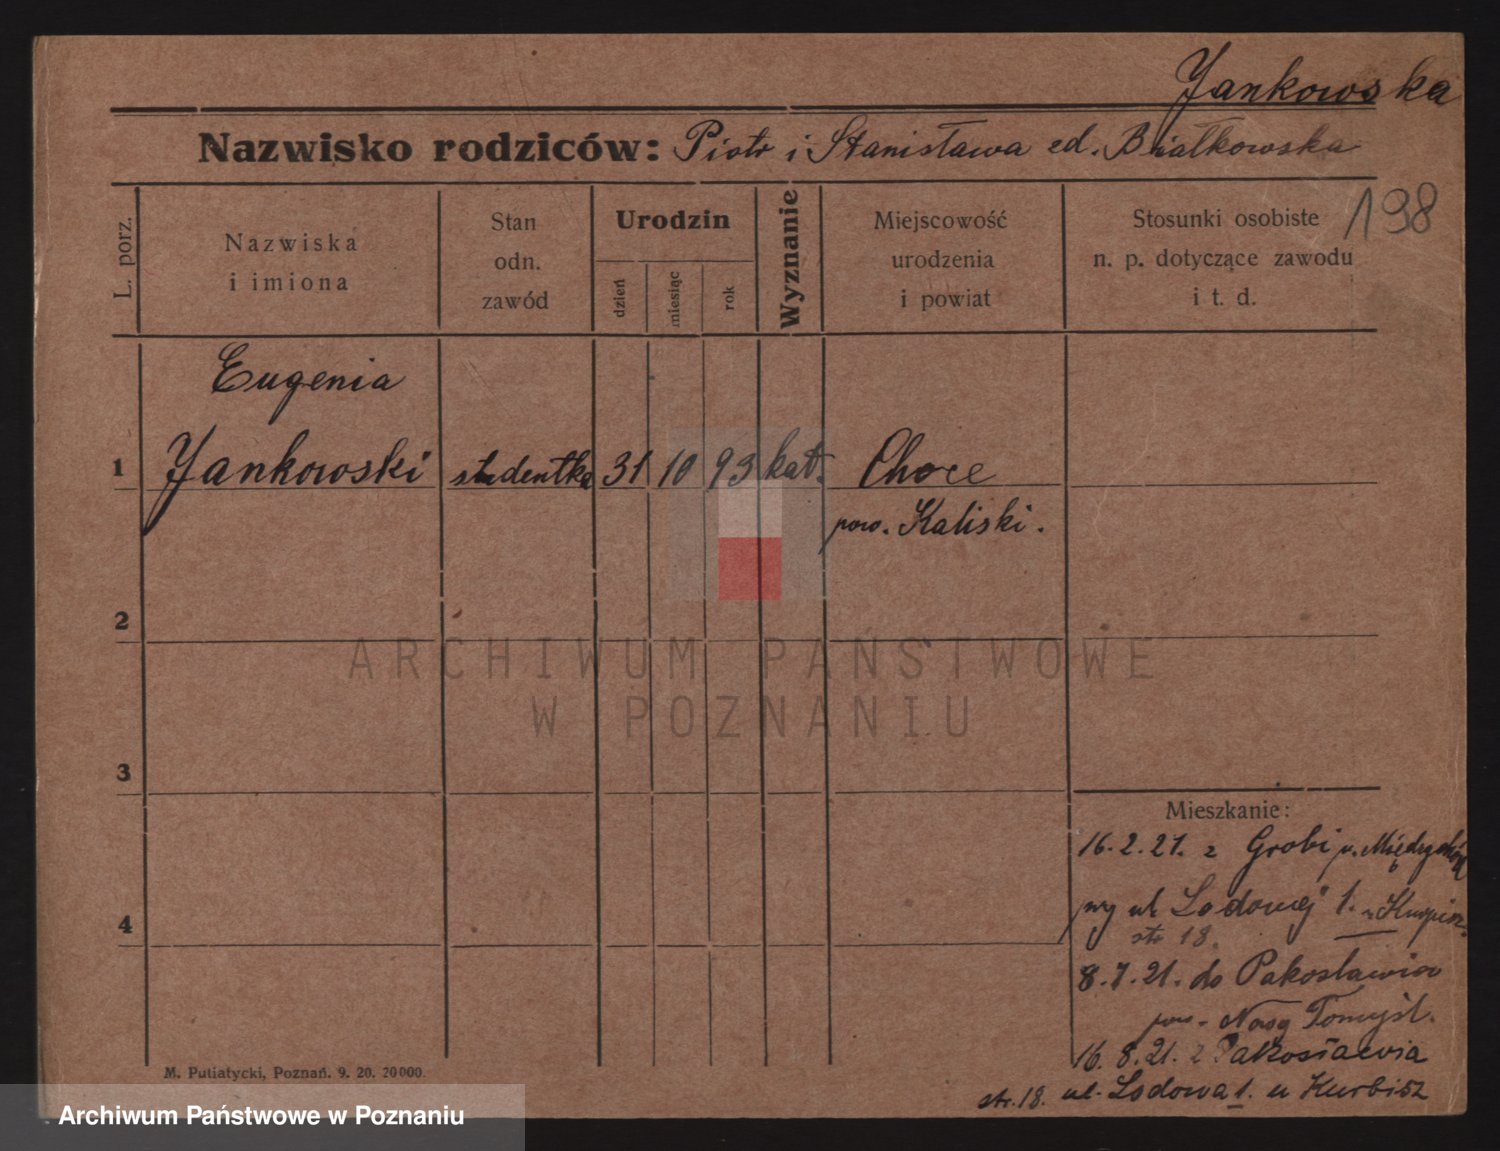 Jankowska
Nazwisko rodziców: Piotr i Stanisława zd. Białkowska
198
L. porz.
Nazwiska
i imiona
Stan
odn.
zawód
Urodzin
dzień
miesiąc
rok
Wyznanie
Miejscowość
urodzenia
i powiat
Stosunki osobiste
n. p. dotyczące zawodu
i t. d.
Eugenia
1 Jankowski studentka 31 10 93 kat. Choce
pow. Kaliski.
2
ARCHIWUM PAŃSTWOWE
W POZNANIU
3
Mieszkanie:
16.2.21. z Grobi p.
4
ul. Lodowej 1. u
str 18.
8.7.21. do Pakosławia
pow. Nowy Tomyśl.
16.8.21. z Pakosławia
str. 18. ul. Lodowa 1. u Kurbisz
M. Putiatycki, Poznań. 9. 20. 20000.
Archiwum Państwowe w Poznaniu